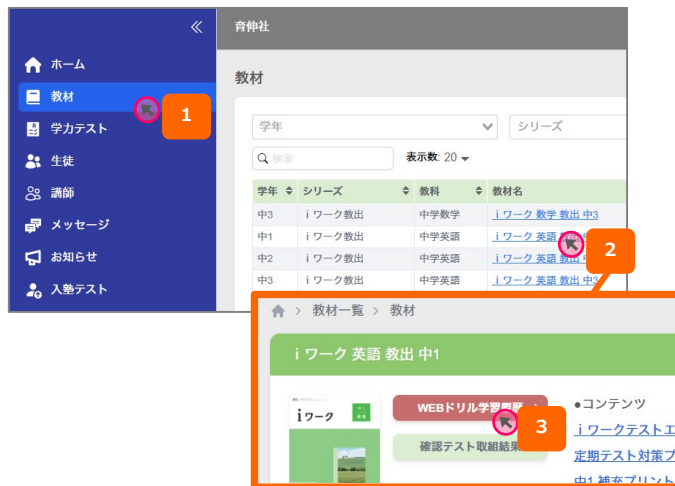 育伸社
ホーム
教材
学力テスト
生徒
講師
メッセージ
お知らせ
入塾テスト
1
教材
学年
シリーズ
検索
表示数: 20
学年 シリーズ 教科 教材名
中3 iワーク教出 中学数学 iワーク 数学 教出 中3
中1 iワーク教出 中学英語 iワーク 英語
中2 iワーク教出 中学英語 iワーク 英語 教出
中3 iワーク教出 中学英語 iワーク 英語 教出 中3
2
教材一覧 > 教材
iワーク 英語 教出 中1
iワーク
WEBドリル学習履歴
確認テスト取組結果
3
●コンテンツ
iワークテストエ
定期テスト対策プ
中1 補充プリント